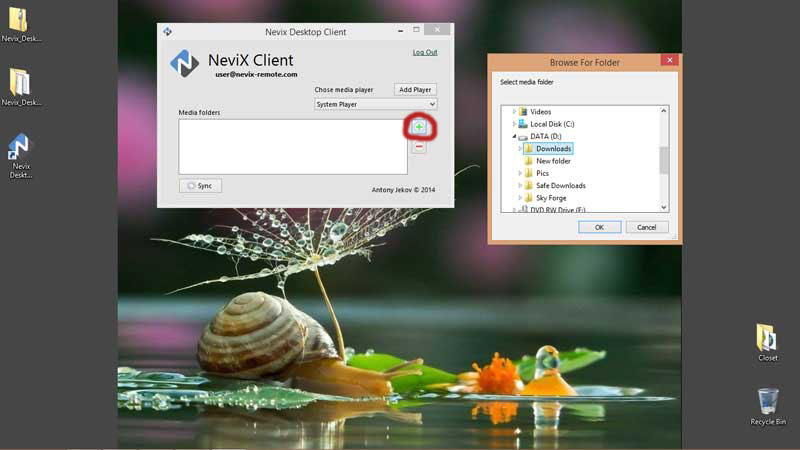 Nevix_Desk...
Nevix_Desk...
Nevix
Deskt...
Nevix Desktop Client
NeviX Client
user@nevix-remote.com
Log Out
Chose media player
Add Player
System Player
Media folders
Sync
Antony Jekov © 2014
Browse For Folder
Select media folder
Videos
Local Disk (C:)
DATA (D:)
Downloads
New folder
Pics
Safe Downloads
Sky Forge
DVD RW Drive (E:)
OK
Cancel
Closet
Recycle Bin